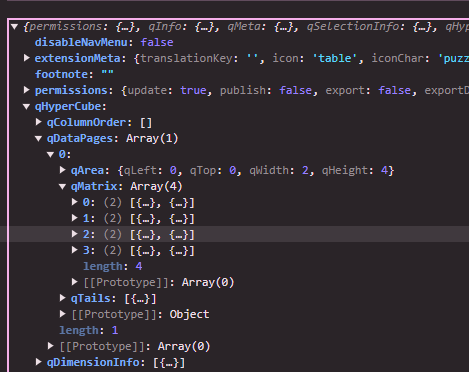 ▼ {permissions: {…}, qInfo: {…}, qMeta: {…}, qSelectionInfo: {…}, qHyp
disableNavMenu: false
▶ extensionMeta: {translationKey: '', icon: 'table', iconChar: 'puzz
footnote: ""
▶ permissions: {update: true, publish: false, export: false, exportD
▼ qHyperCube:
▶ qColumnOrder: []
▼ qDataPages: Array(1)
▼ 0:
▶ qArea: {qLeft: 0, qTop: 0, qWidth: 2, qHeight: 4}
▼ qMatrix: Array(4)
▶ 0: (2) [{…}, {…}]
▶ 1: (2) [{…}, {…}]
▶ 2: (2) [{…}, {…}]
▶ 3: (2) [{…}, {…}]
length: 4
▶ [[Prototype]]: Array(0)
▶ qTails: [{…}]
▶ [[Prototype]]: Object
length: 1
▶ [[Prototype]]: Array(0)
▶ qDimensionInfo: [{…}]